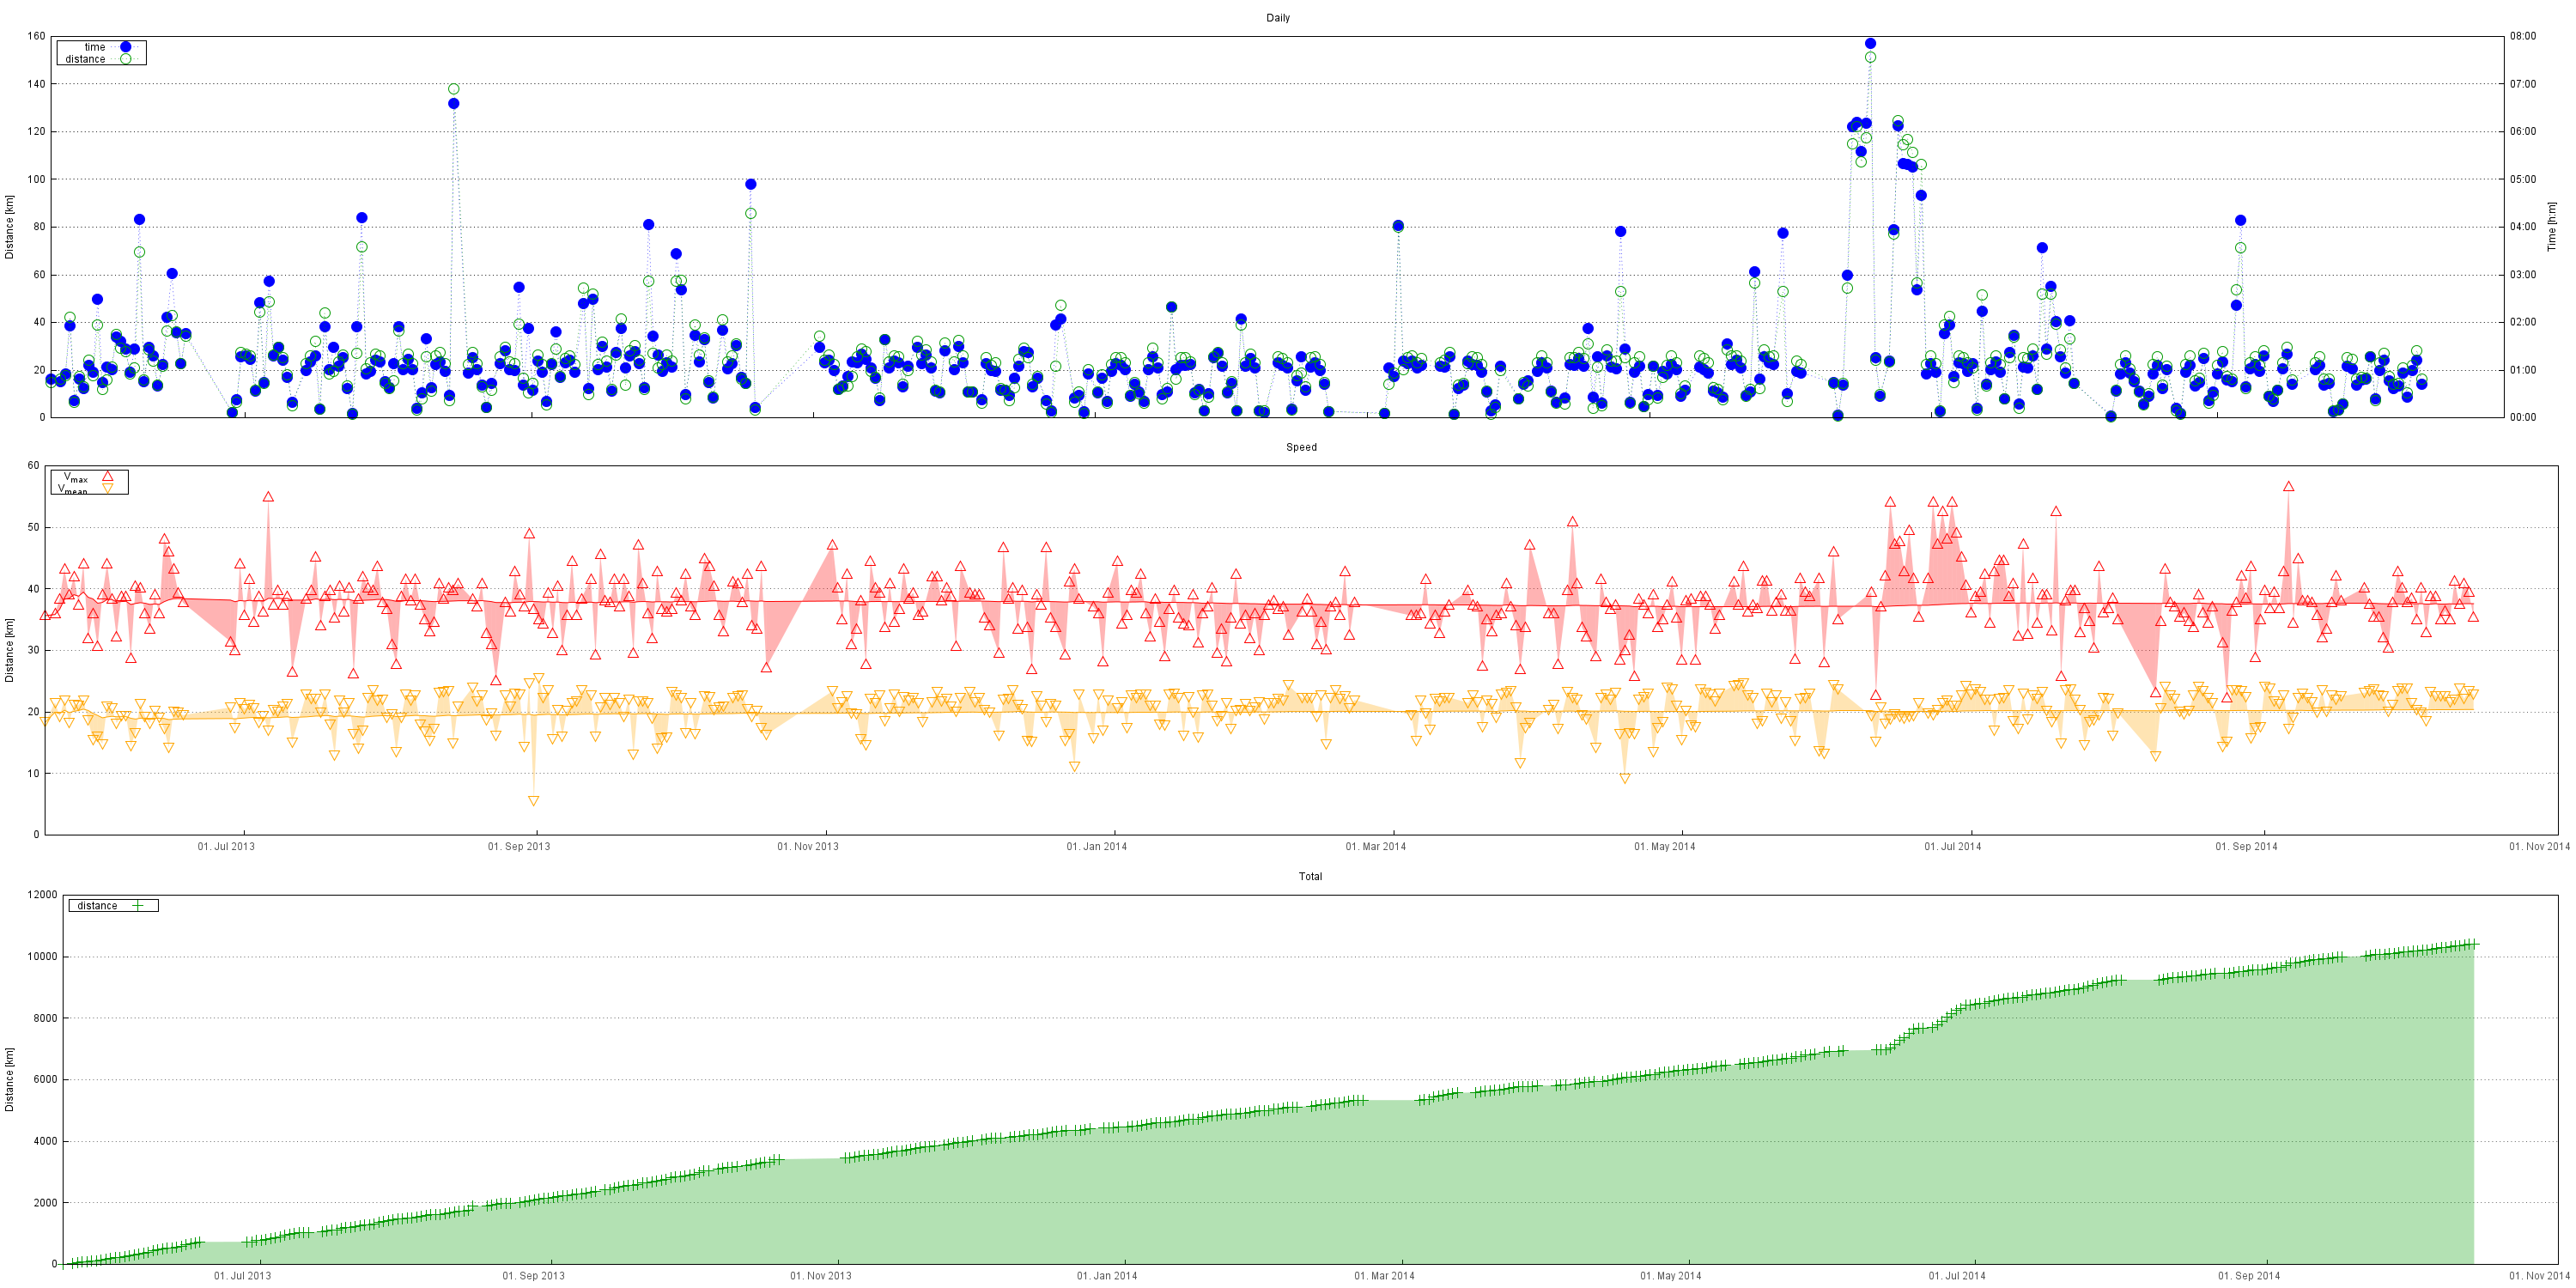 Daily
160
140
120
100
80
60
40
20
0
Distance [km]
time
distance
08:00
07:00
06:00
05:00
04:00
03:00
02:00
01:00
00:00
Time [h:m]
Speed
60
50
40
30
20
10
0
Distance [km]
Vmax
Vmean
01. Jul 2013
01. Sep 2013
01. Nov 2013
01. Jan 2014
01. Mar 2014
01. May 2014
01. Jul 2014
01. Sep 2014
01. Nov 2014
Total
12000
10000
8000
6000
4000
2000
0
Distance [km]
distance
01. Jul 2013
01. Sep 2013
01. Nov 2013
01. Jan 2014
01. Mar 2014
01. May 2014
01. Jul 2014
01. Sep 2014
01. Nov 2014